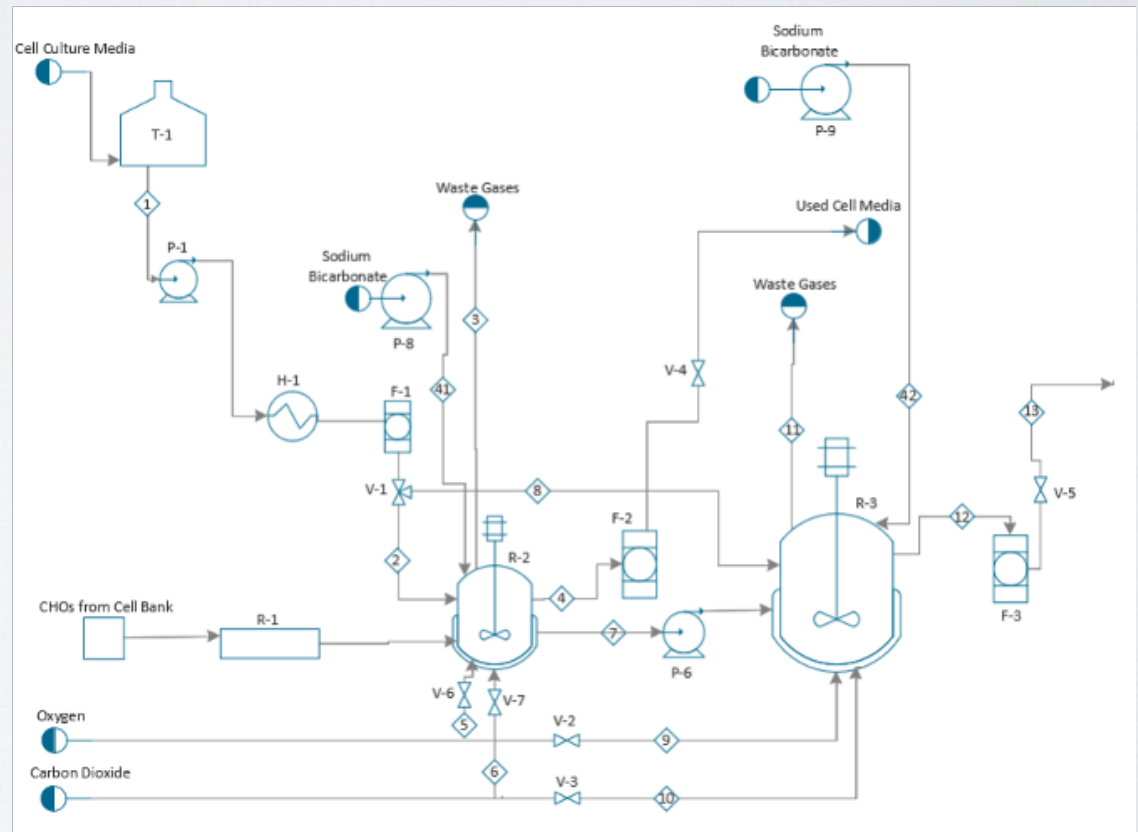 Sodium
Bicarbonate
Cell Culture Media
P-9
T-1
Waste Gases
Used Cell Media
1
P-1
Sodium
Bicarbonate
Waste Gases
3
P-8
V-4
H-1
F-1
41
42
13
11
V-1
8
V-5
R-3
12
F-2
2
R-2
4
CHOs from Cell Bank
R-1
F-3
7
P-6
V-6
V-7
Oxygen
5
V-2
9
Carbon Dioxide
6
V-3
10